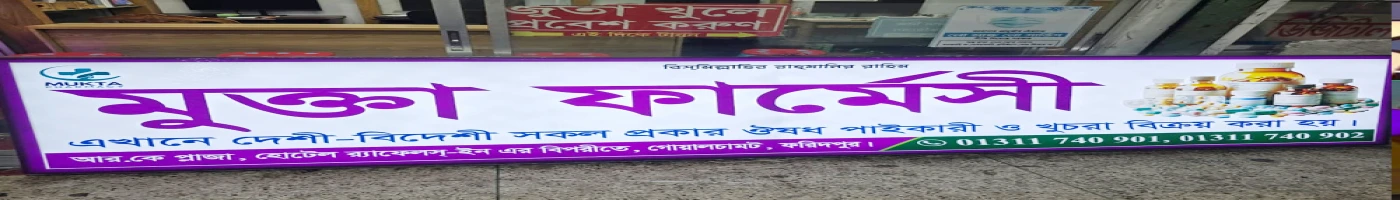 জুতা খুলে
প্রবেশ করুন
এই দিকে টানুন
ডিজিটাল
বিস্‌মিল্লাহির রাহ্‌মানির রাহিম
MUKTA
মুক্তা ফার্মেসী
এখানে দেশী-বিদেশী সকল প্রকার ঔষধ পাইকারী ও খুচরা বিক্রয় করা হয়।
আর.কে প্লাজা, হোটেল র‍্যাফেলস্-ইন এর বিপরীতে, গোয়ালচামট, ফরিদপুর।
01311 740 901, 01311 740 902